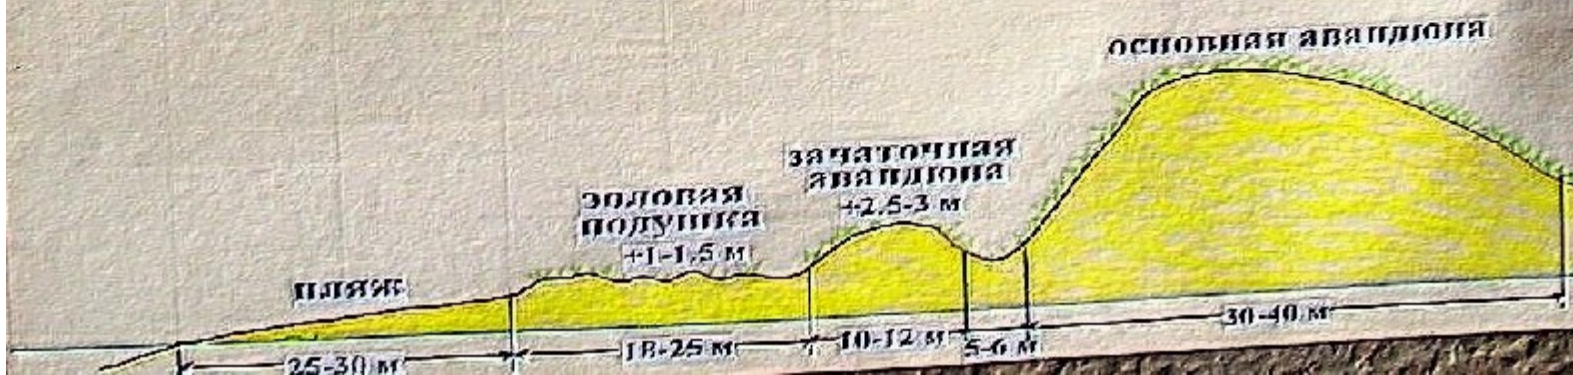 основная авандюна
зачаточная
авандюна
+2,5-3 м
эоловая
подушка
+1-1,5 м
пляж
25-30 м
18-25 м
10-12 м
5-6 м
30-40 м